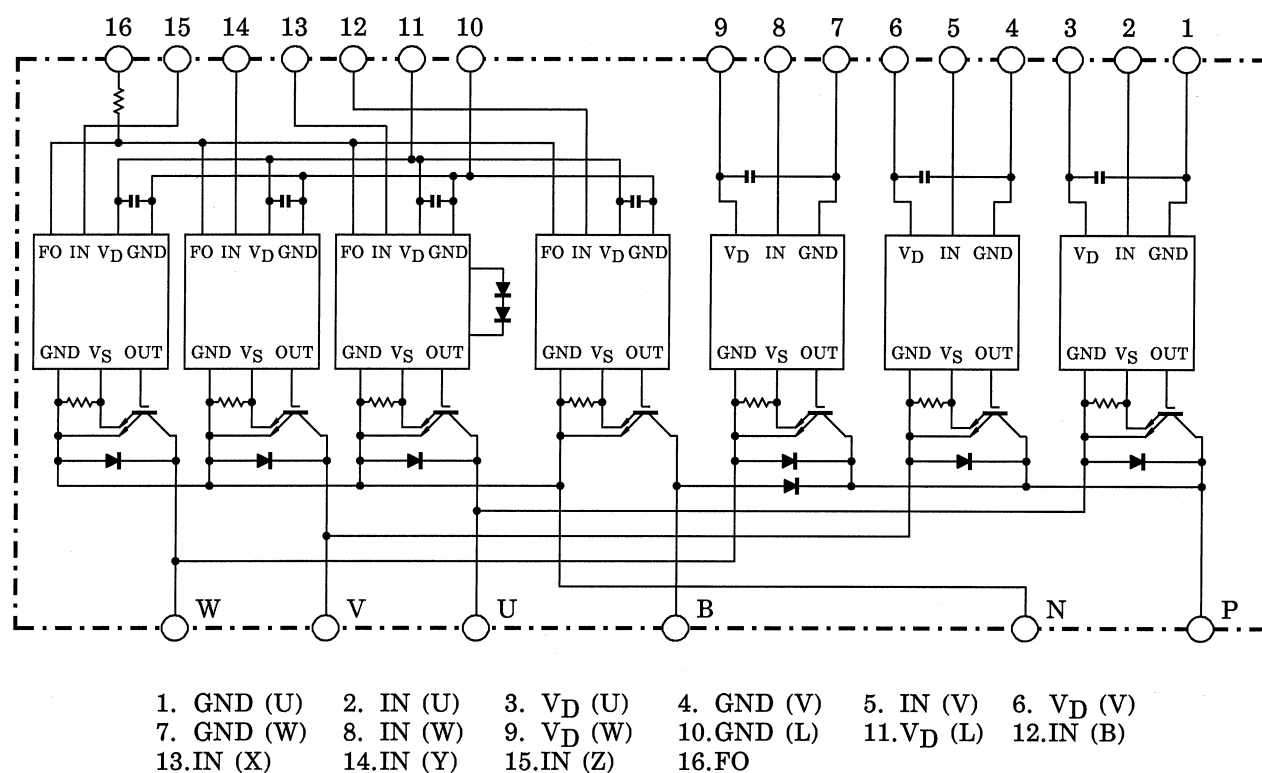 16 15 14 13 12 11 10 9 8 7 6 5 4 3 2 1
FO IN VD GND FO IN VD GND FO IN VD GND FO IN VD GND VD IN GND VD IN GND VD IN GND
GND VS OUT GND VS OUT GND VS OUT GND VS OUT GND VS OUT GND VS OUT GND VS OUT
W V U B N P
1. GND (U) 2. IN (U) 3. VD (U) 4. GND (V) 5. IN (V) 6. VD (V)
7. GND (W) 8. IN (W) 9. VD (W) 10.GND (L) 11.VD (L) 12.IN (B)
13.IN (X) 14.IN (Y) 15.IN (Z) 16.FO